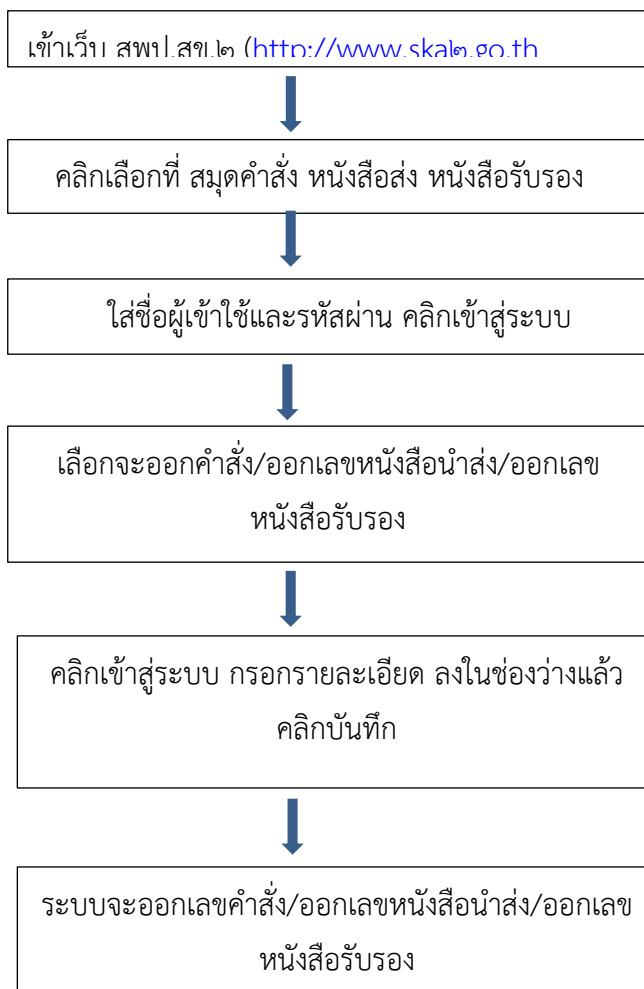 เข้าเว็บ สพป.สข.๒ (http://www.ska๒.go.th
คลิกเลือกที่ สมุดคำสั่ง หนังสือส่ง หนังสือรับรอง
ใส่ชื่อผู้เข้าใช้และรหัสผ่าน คลิกเข้าสู่ระบบ
เลือกจะออกคำสั่ง/ออกเลขหนังสือนำส่ง/ออกเลข
หนังสือรับรอง
คลิกเข้าสู่ระบบ กรอกรายละเอียด ลงในช่องว่างแล้ว
คลิกบันทึก
ระบบจะออกเลขคำสั่ง/ออกเลขหนังสือนำส่ง/ออกเลข
หนังสือรับรอง